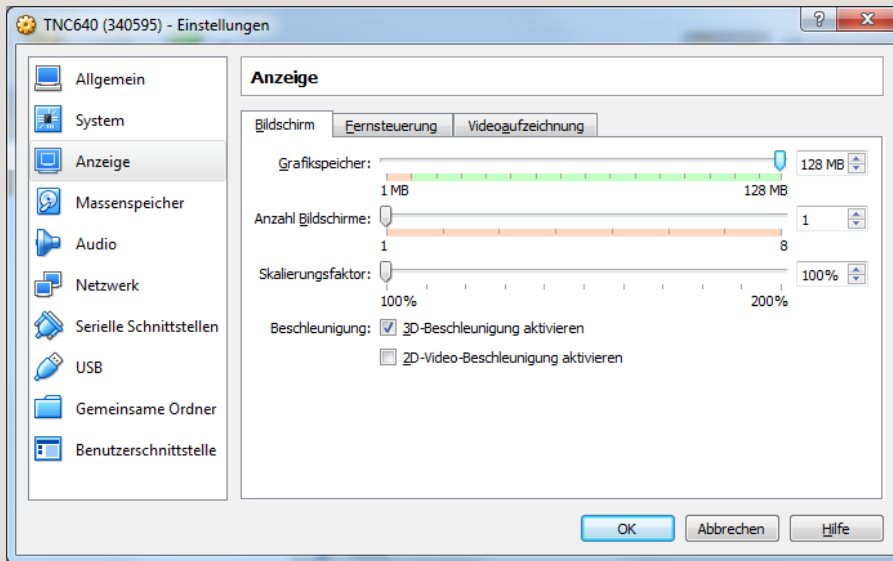 TNC640 (340595) - Einstellungen
Allgemein
System
Anzeige
Massenspeicher
Audio
Netzwerk
Serielle Schnittstellen
USB
Gemeinsame Ordner
Benutzerschnittstelle
Anzeige
Bildschirm Fernsteuerung Videoaufzeichnung
Grafikspeicher: 128 MB
1 MB 128 MB
Anzahl Bildschirme: 1
1 8
Skalierungsfaktor: 100%
100% 200%
Beschleunigung: 3D-Beschleunigung aktivieren
2D-Video-Beschleunigung aktivieren
OK Abbrechen Hilfe